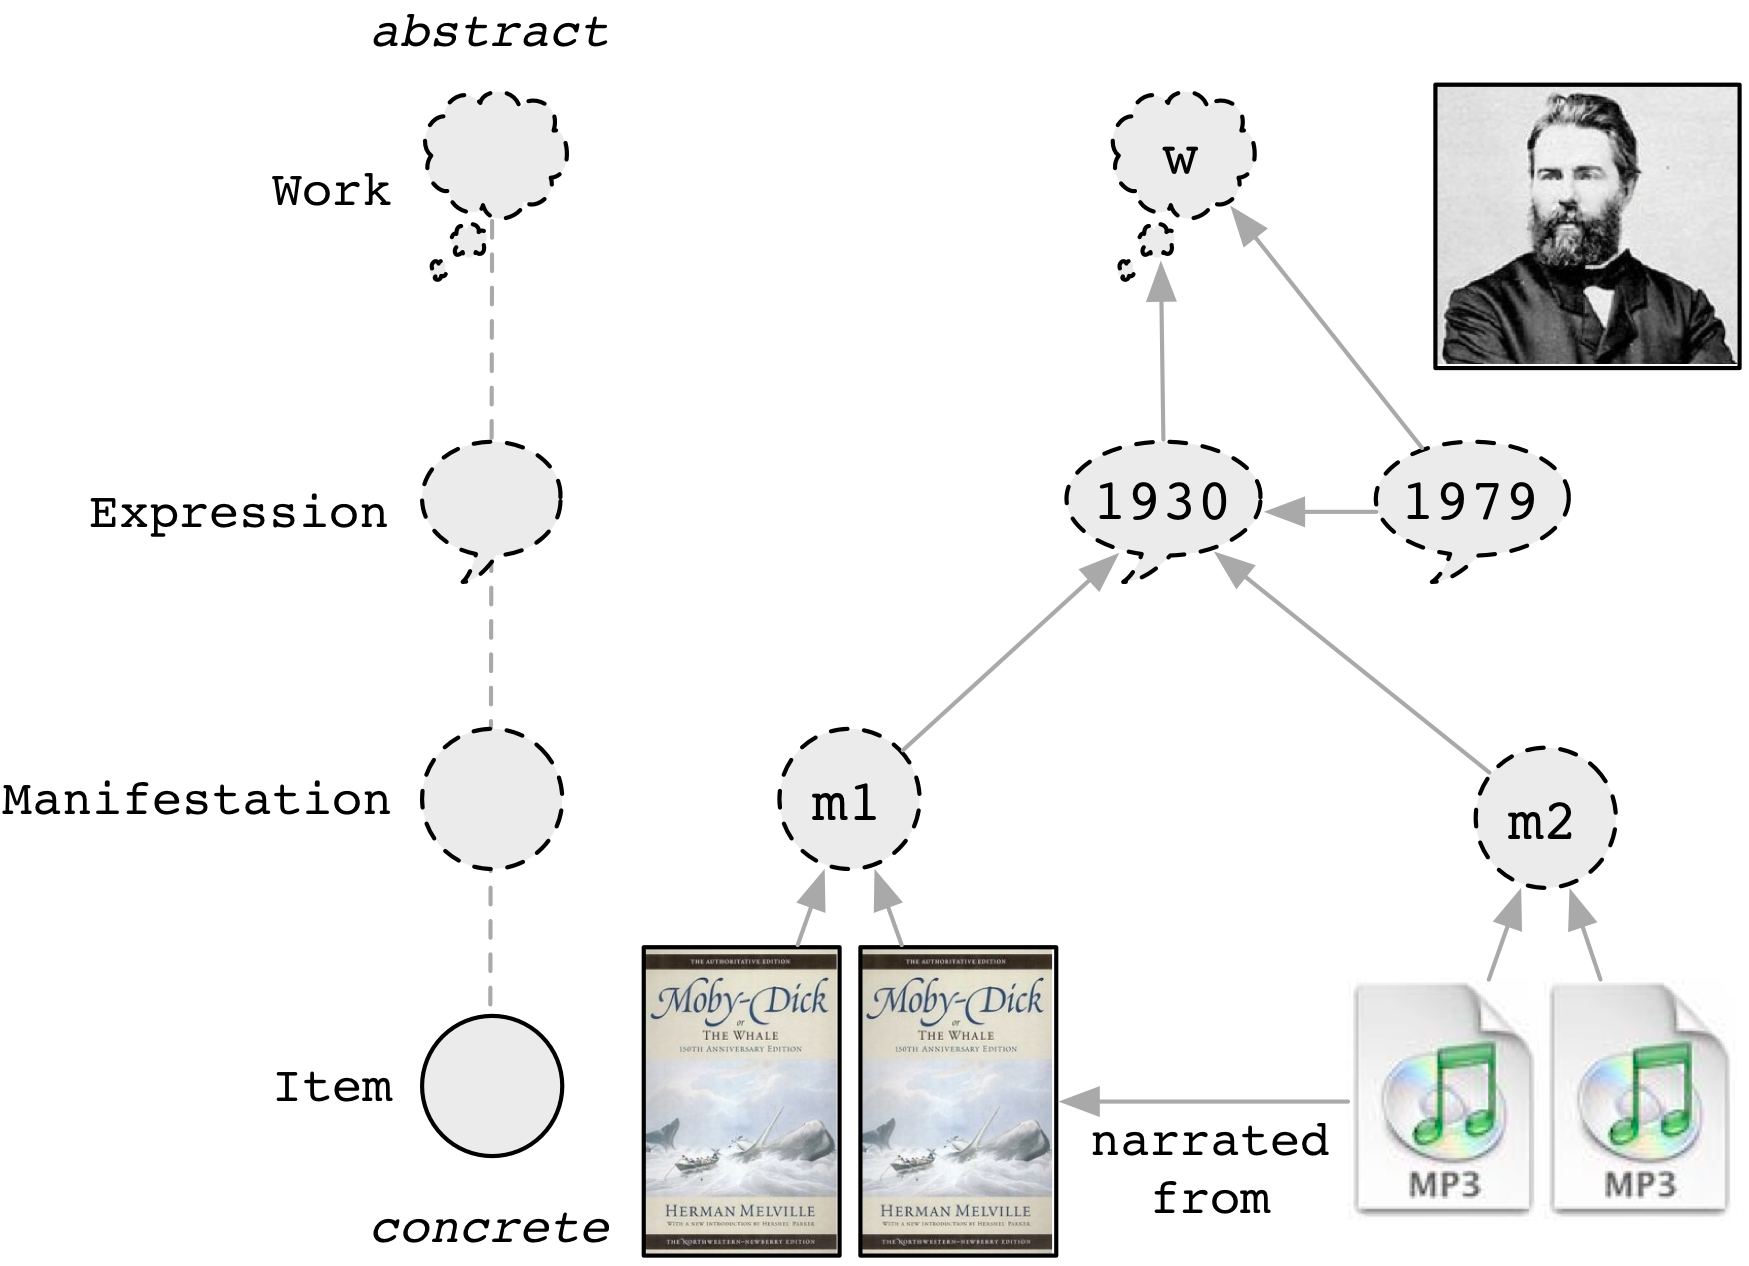 abstract
Work
w
Expression
1930
1979
Manifestation
m1
m2
THE AUTHORITATIVE EDITION
Moby-Dick
or
THE WHALE
150TH ANNIVERSARY EDITION
HERMAN MELVILLE
WITH A NEW INTRODUCTION BY HERSHEL PARKER
THE NORTHWESTERN-NEWBERRY EDITION
THE AUTHORITATIVE EDITION
Moby-Dick
or
THE WHALE
150TH ANNIVERSARY EDITION
HERMAN MELVILLE
WITH A NEW INTRODUCTION BY HERSHEL PARKER
THE NORTHWESTERN-NEWBERRY EDITION
Item
narrated
from
MP3
MP3
concrete